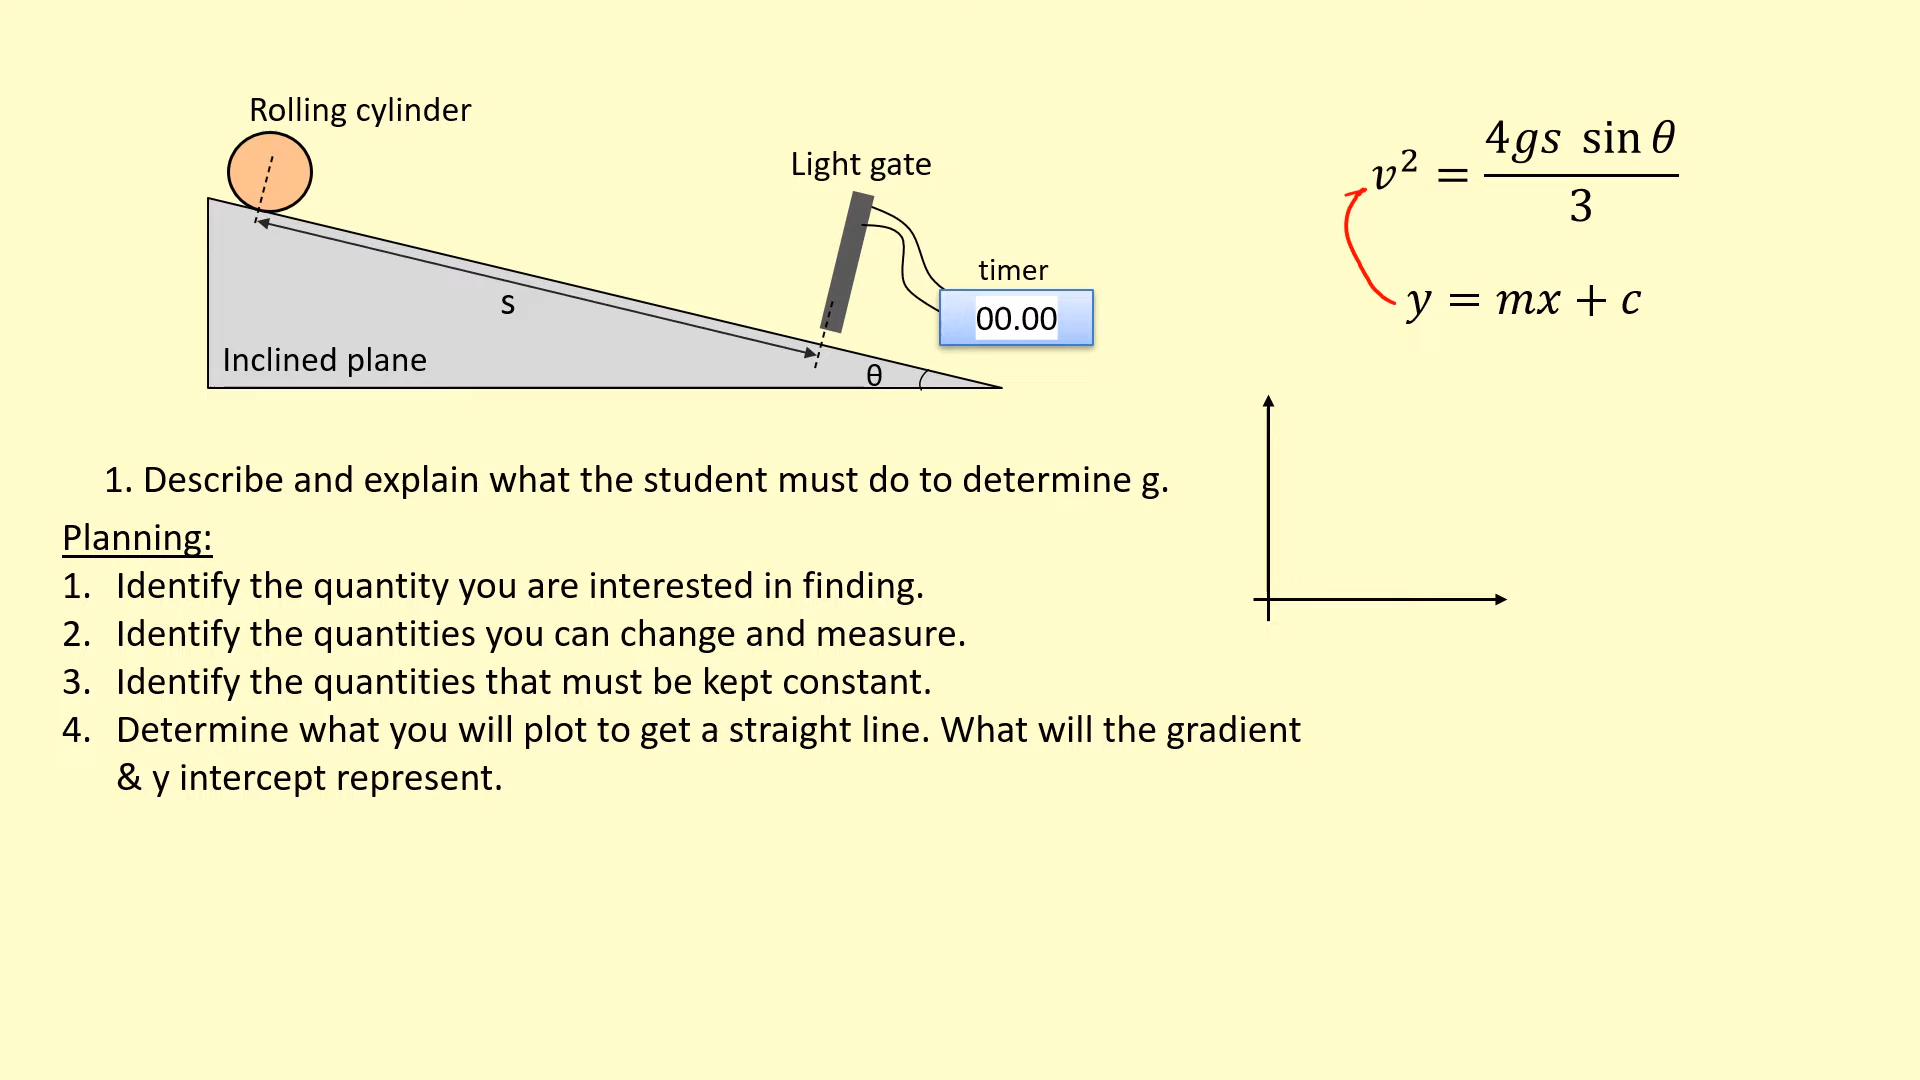 Rolling cylinder
Light gate
timer
00.00
s
Inclined plane
θ
v² = 4gs sin θ / 3
y = mx + c
1. Describe and explain what the student must do to determine g.
Planning:
1. Identify the quantity you are interested in finding.
2. Identify the quantities you can change and measure.
3. Identify the quantities that must be kept constant.
4. Determine what you will plot to get a straight line. What will the gradient
& y intercept represent.